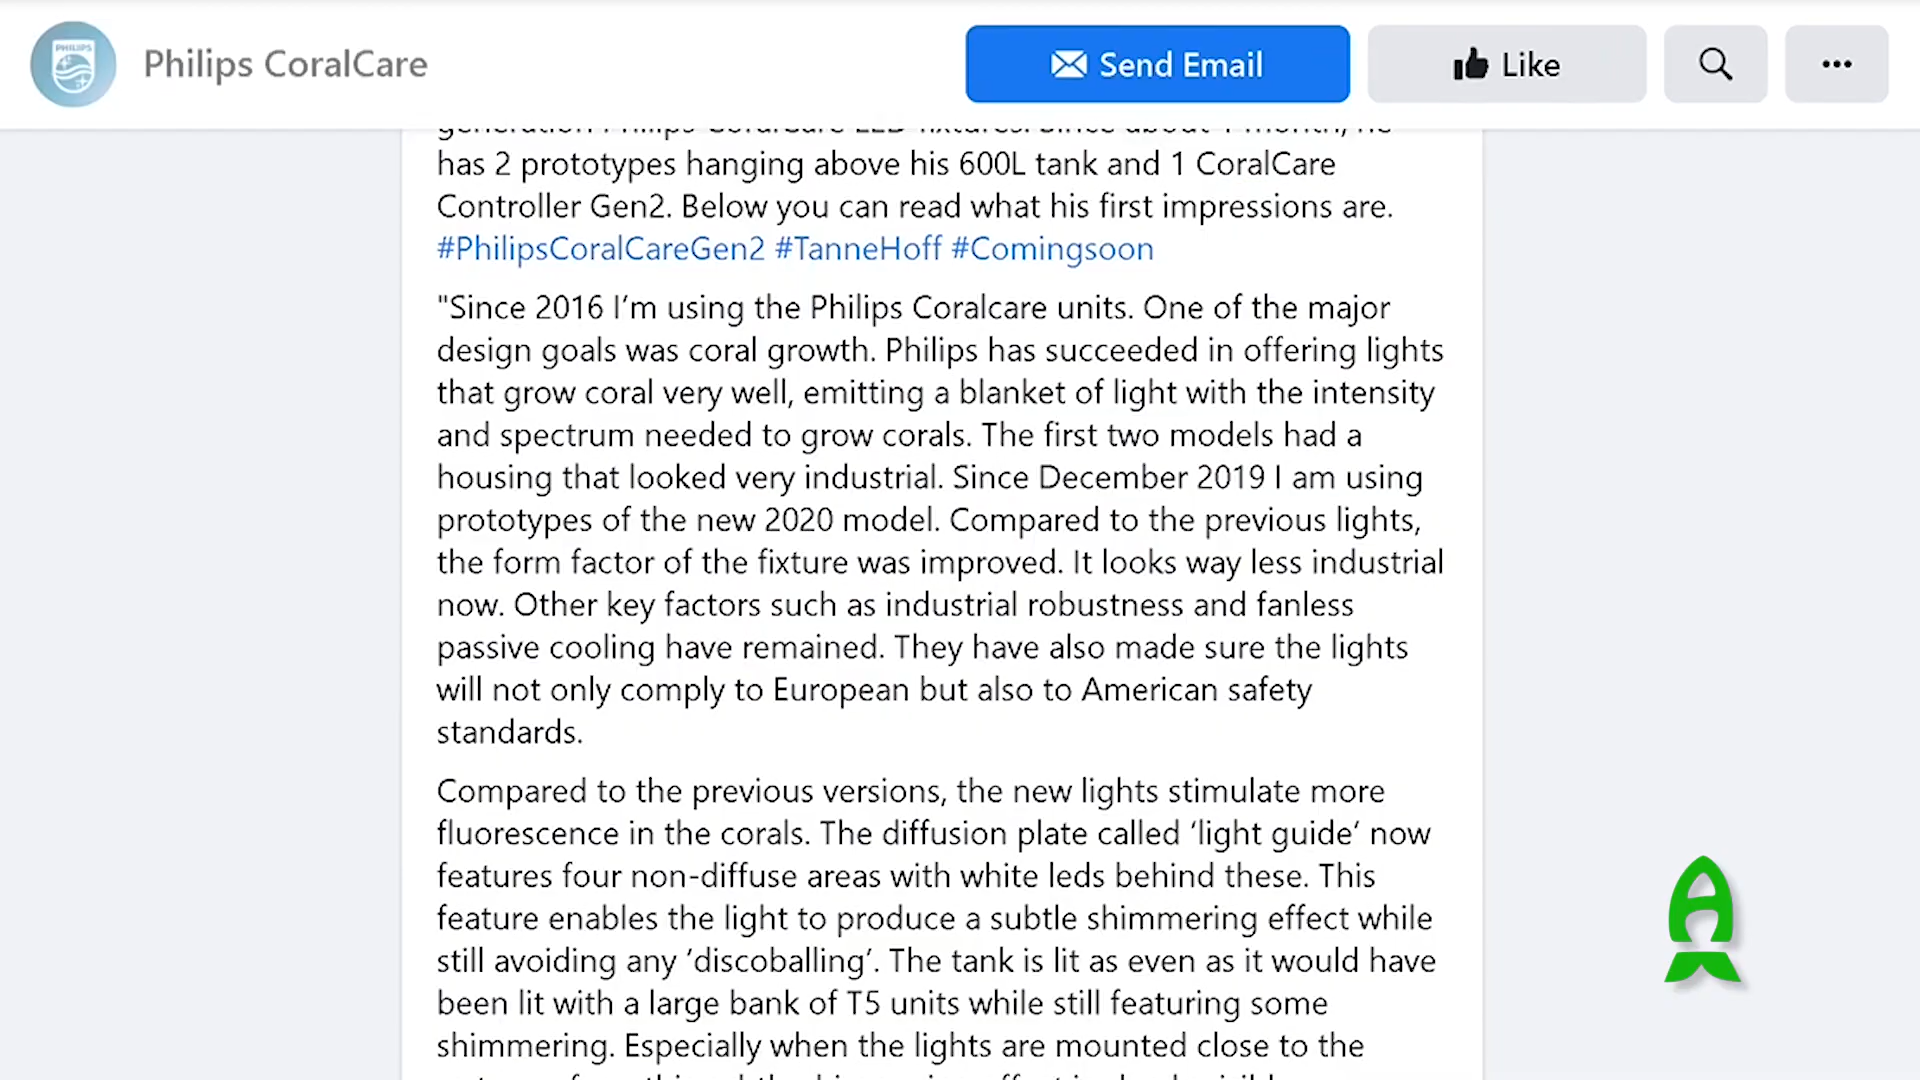 PHILIPS
Philips CoralCare
Send Email
Like
has 2 prototypes hanging above his 600L tank and 1 CoralCare
Controller Gen2. Below you can read what his first impressions are.
#PhilipsCoralCareGen2 #TanneHoff #Comingsoon
"Since 2016 I’m using the Philips Coralcare units. One of the major
design goals was coral growth. Philips has succeeded in offering lights
that grow coral very well, emitting a blanket of light with the intensity
and spectrum needed to grow corals. The first two models had a
housing that looked very industrial. Since December 2019 I am using
prototypes of the new 2020 model. Compared to the previous lights,
the form factor of the fixture was improved. It looks way less industrial
now. Other key factors such as industrial robustness and fanless
passive cooling have remained. They have also made sure the lights
will not only comply to European but also to American safety
standards.
Compared to the previous versions, the new lights stimulate more
fluorescence in the corals. The diffusion plate called ‘light guide’ now
features four non-diffuse areas with white leds behind these. This
feature enables the light to produce a subtle shimmering effect while
still avoiding any ‘discoballing’. The tank is lit as even as it would have
been lit with a large bank of T5 units while still featuring some
shimmering. Especially when the lights are mounted close to the